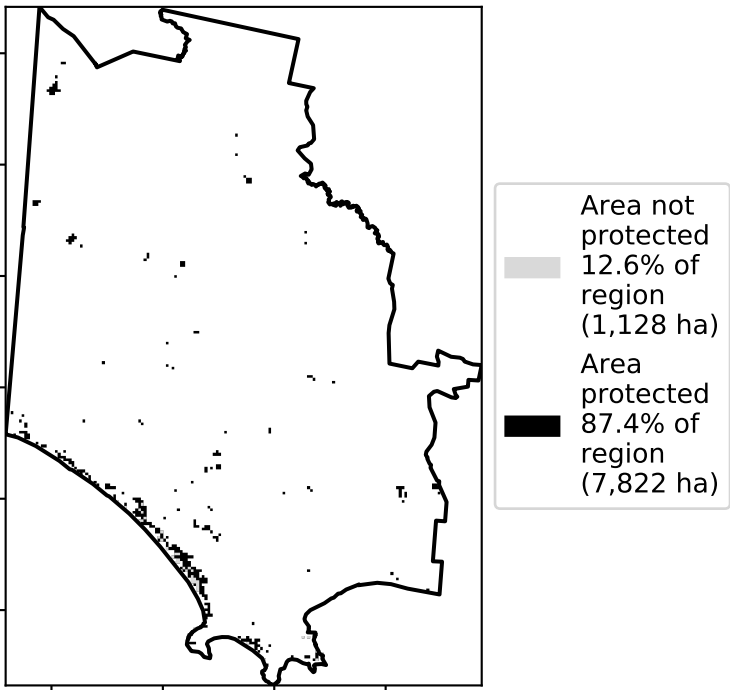 Area not
protected
12.6% of
region
(1,128 ha)
Area
protected
87.4% of
region
(7,822 ha)